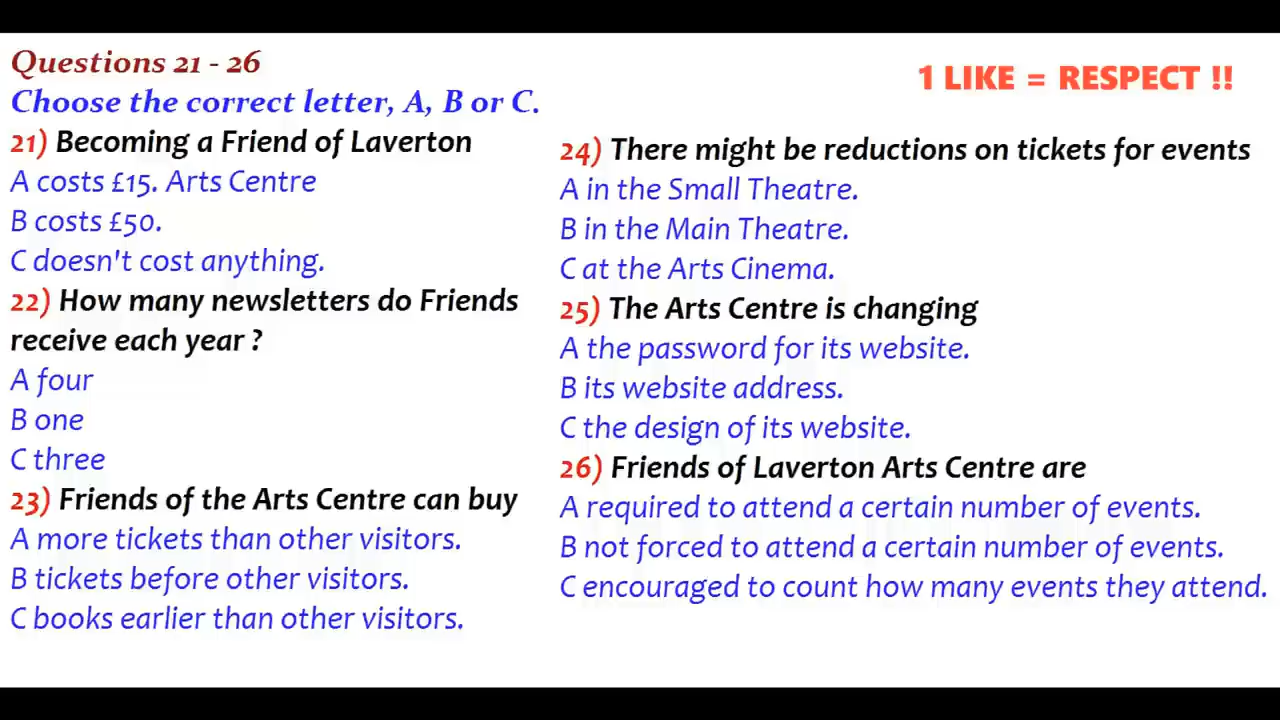 Questions 21 - 26
Choose the correct letter, A, B or C.
21) Becoming a Friend of Laverton
A costs £15. Arts Centre
B costs £50.
C doesn't cost anything.
22) How many newsletters do Friends
receive each year ?
A four
B one
C three
23) Friends of the Arts Centre can buy
A more tickets than other visitors.
B tickets before other visitors.
C books earlier than other visitors.
1 LIKE = RESPECT !!
24) There might be reductions on tickets for events
A in the Small Theatre.
B in the Main Theatre.
C at the Arts Cinema.
25) The Arts Centre is changing
A the password for its website.
B its website address.
C the design of its website.
26) Friends of Laverton Arts Centre are
A required to attend a certain number of events.
B not forced to attend a certain number of events.
C encouraged to count how many events they attend.